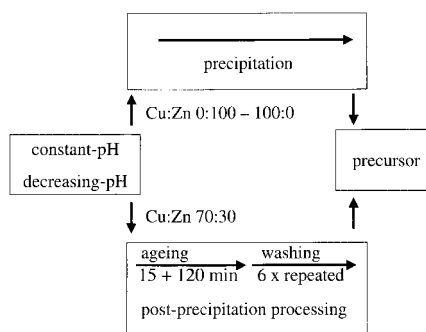 precipitation
Cu:Zn 0:100 – 100:0
constant-pH
decreasing-pH
precursor
Cu:Zn 70:30
ageing washing
15 + 120 min 6 x repeated
post-precipitation processing